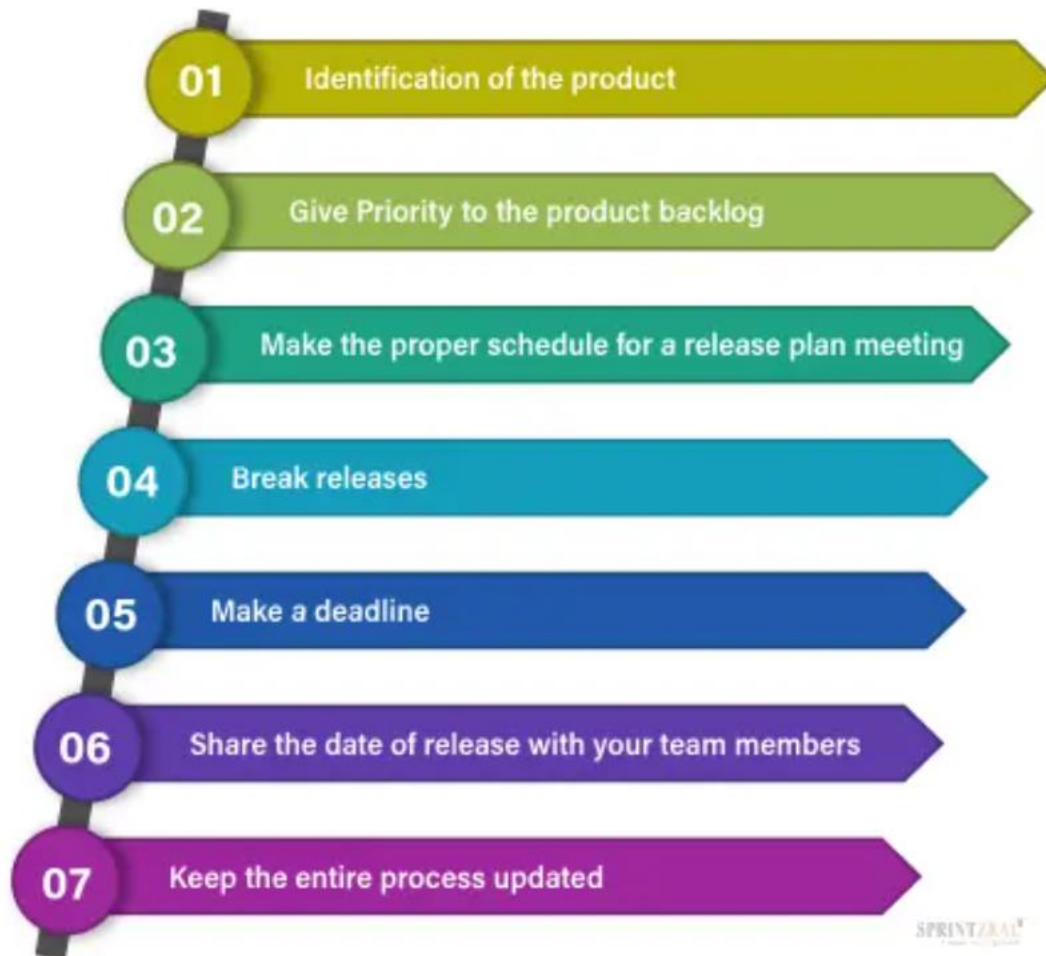 01 Identification of the product
02 Give Priority to the product backlog
03 Make the proper schedule for a release plan meeting
04 Break releases
05 Make a deadline
06 Share the date of release with your team members
07 Keep the entire process updated
SPRINTZEAL